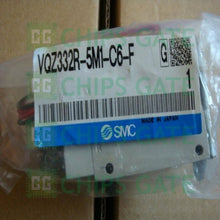 VQZ332R-5M1-C6-F
G
1
MADE IN JAPAN
SMC
CHIPS GATE